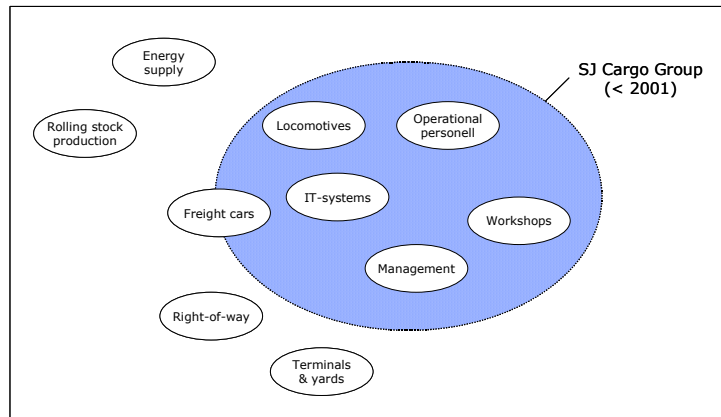 Energy
supply
SJ Cargo Group
(< 2001)
Rolling stock
production
Locomotives
Operational
personell
IT-systems
Freight cars
Workshops
Management
Right-of-way
Terminals
& yards